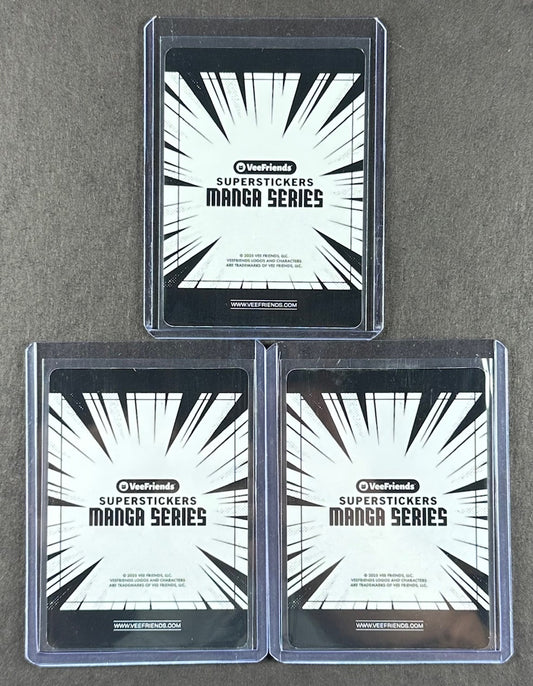 VeeFriends
SUPERSTICKERS
MANGA SERIES
© 2025 VEE FRIENDS, LLC.
VEEFRIENDS LOGOS AND CHARACTERS
ARE TRADEMARKS OF VEE FRIENDS, LLC.
WWW.VEEFRIENDS.COM
VeeFriends
SUPERSTICKERS
MANGA SERIES
© 2025 VEE FRIENDS, LLC.
VEEFRIENDS LOGOS AND CHARACTERS
ARE TRADEMARKS OF VEE FRIENDS, LLC.
WWW.VEEFRIENDS.COM
VeeFriends
SUPERSTICKERS
MANGA SERIES
© 2025 VEE FRIENDS, LLC.
VEEFRIENDS LOGOS AND CHARACTERS
ARE TRADEMARKS OF VEE FRIENDS, LLC.
WWW.VEEFRIENDS.COM